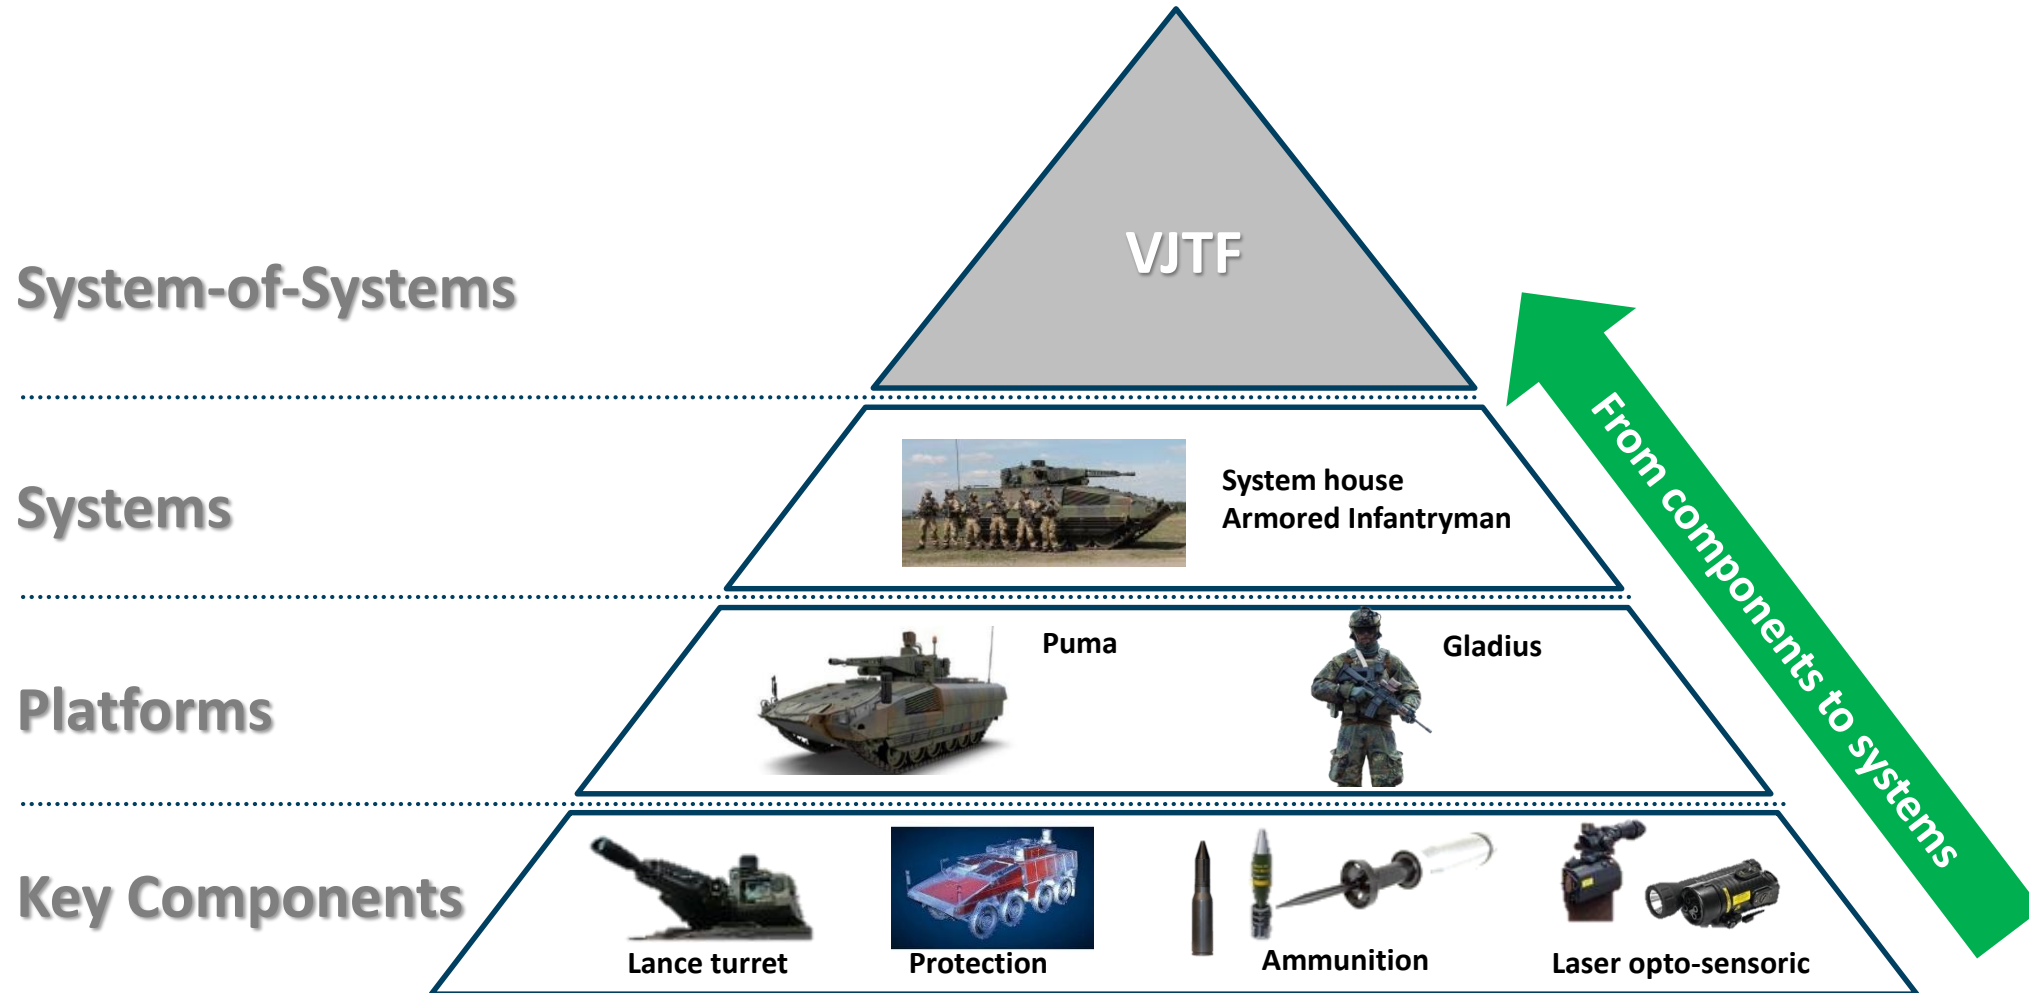 VJTF
System-of-Systems
From components to systems
Systems
System house
Armored Infantryman
Platforms
Puma
Gladius
Key Components
Lance turret
Protection
Ammunition
Laser opto-sensoric